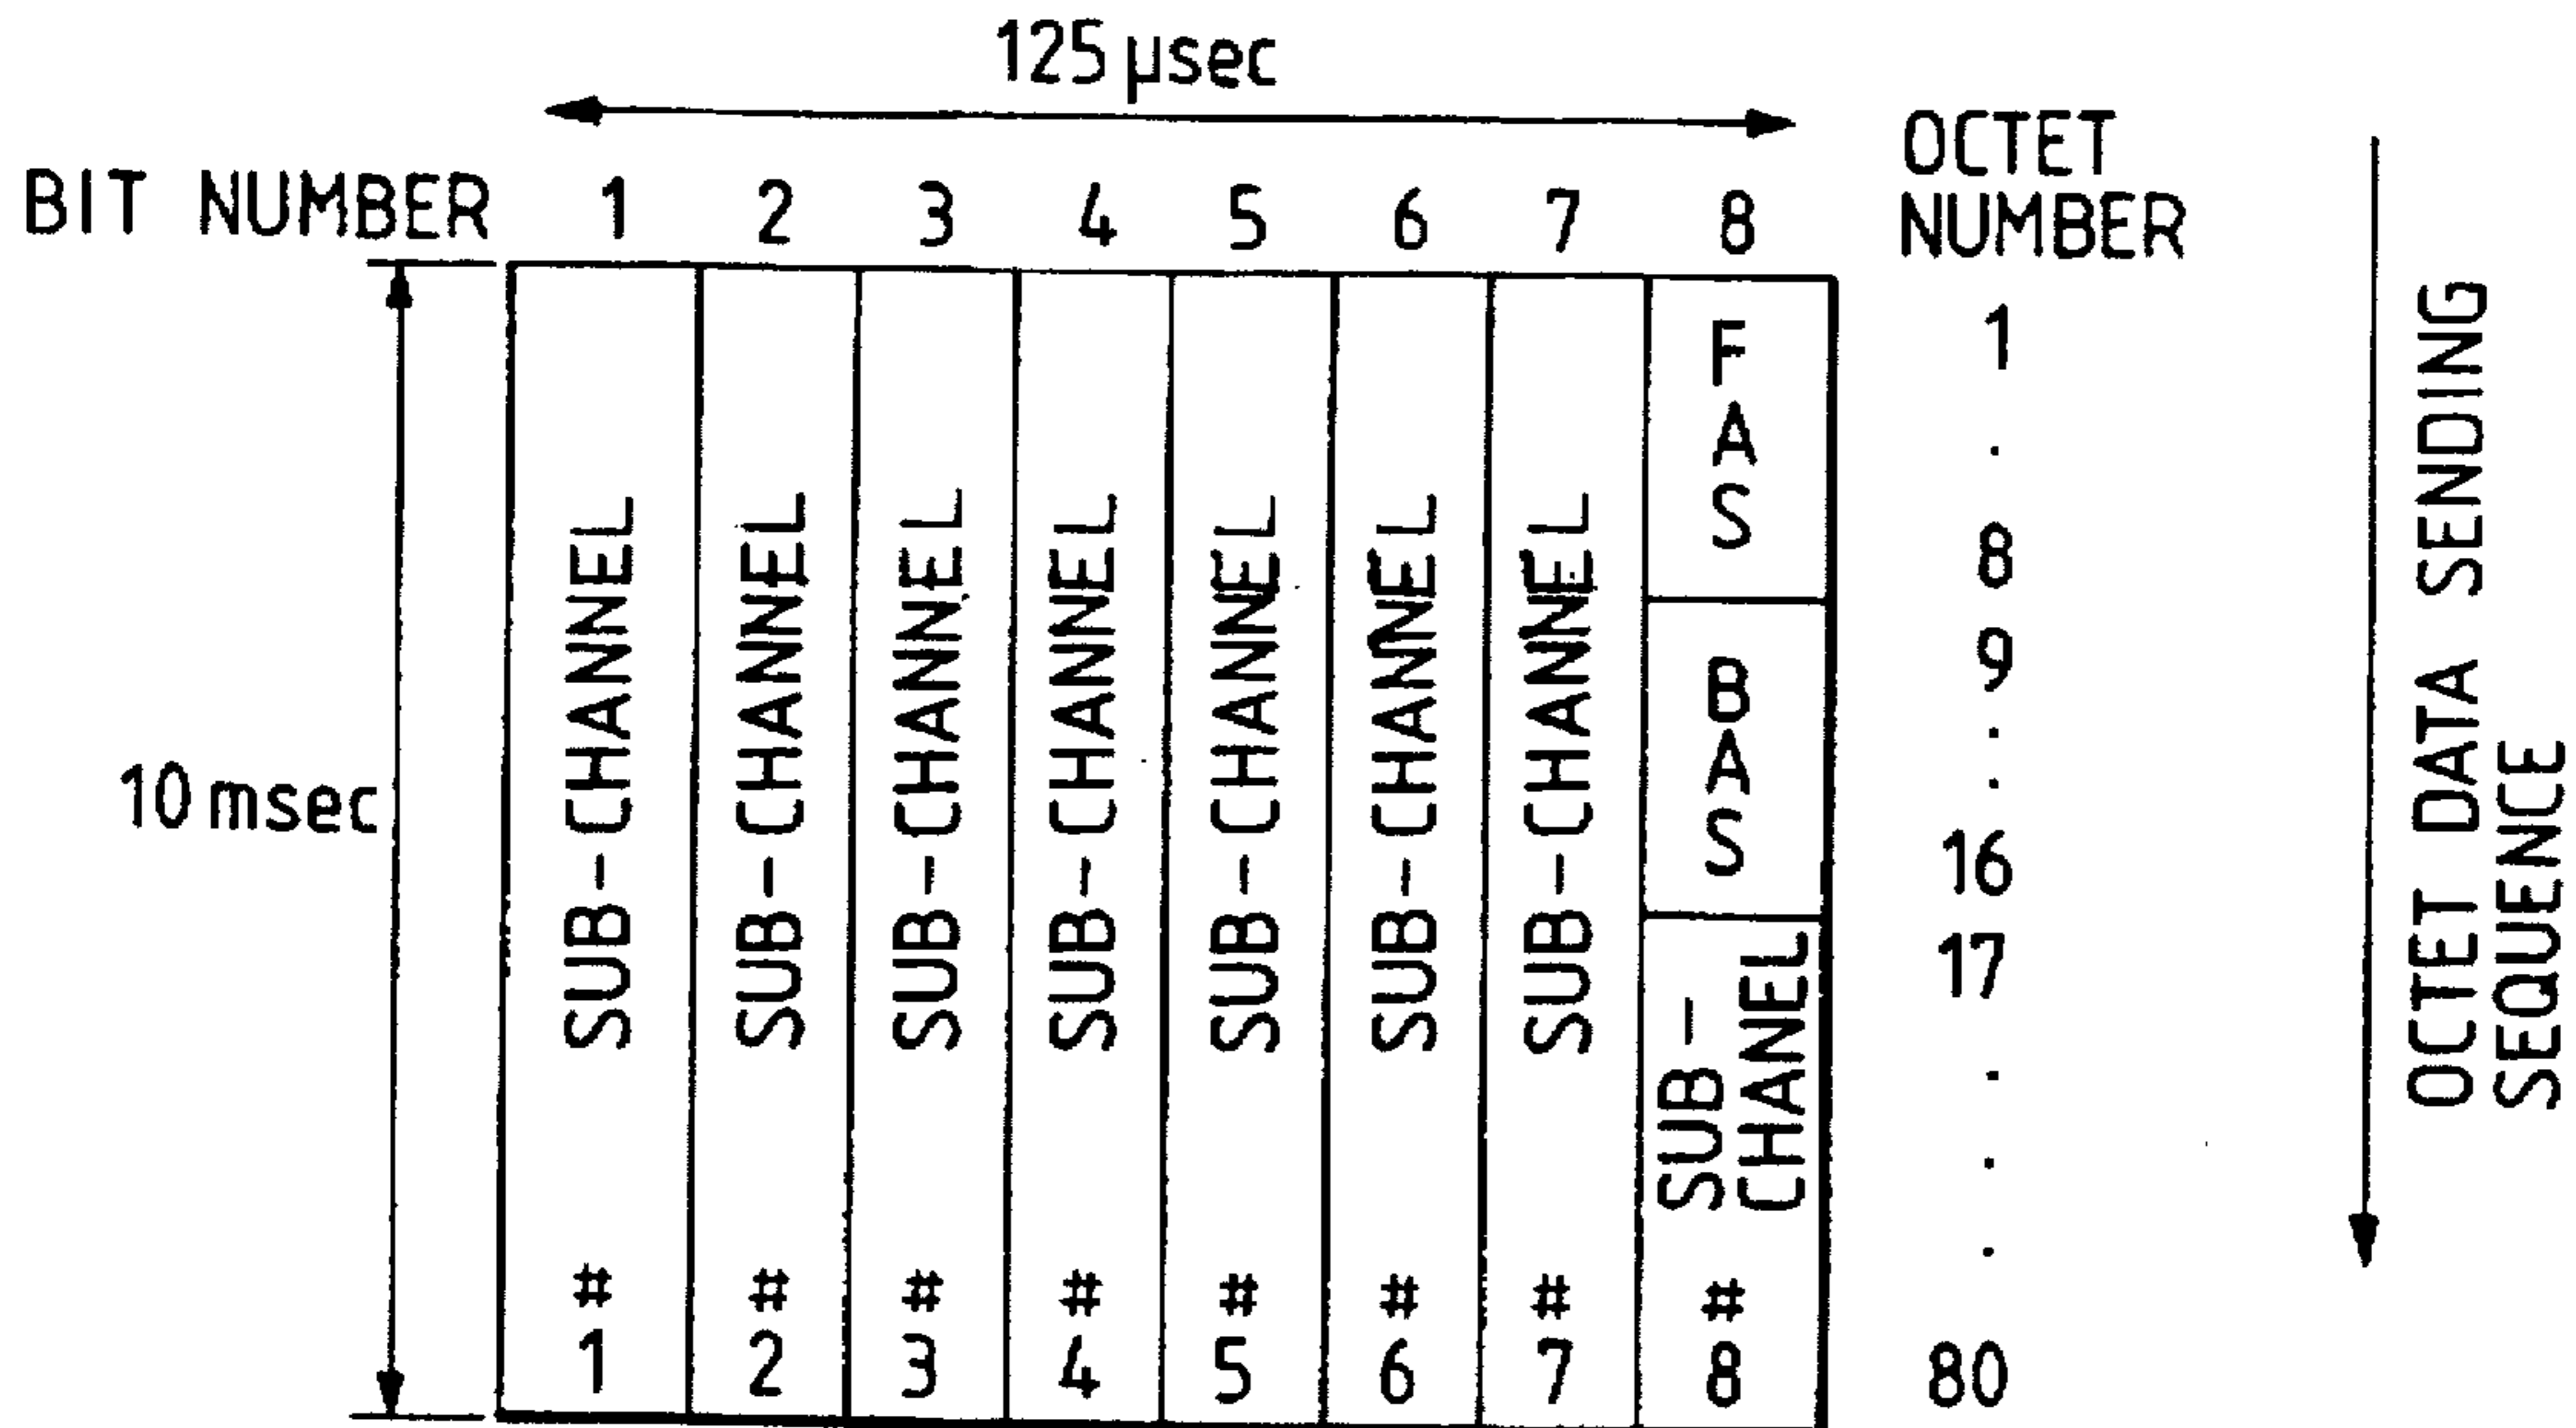 125 µsec
BIT NUMBER 1 2 3 4 5 6 7 8
OCTET
NUMBER
10 msec
SUB-CHANNEL #1
SUB-CHANNEL #2
SUB-CHANNEL #3
SUB-CHANNEL #4
SUB-CHANNEL #5
SUB-CHANNEL #6
SUB-CHANNEL #7
FAS
BAS
SUB-
CHANEL #8
1
.
8
9
.
.
16
17
.
.
.
80
OCTET DATA SENDING
SEQUENCE